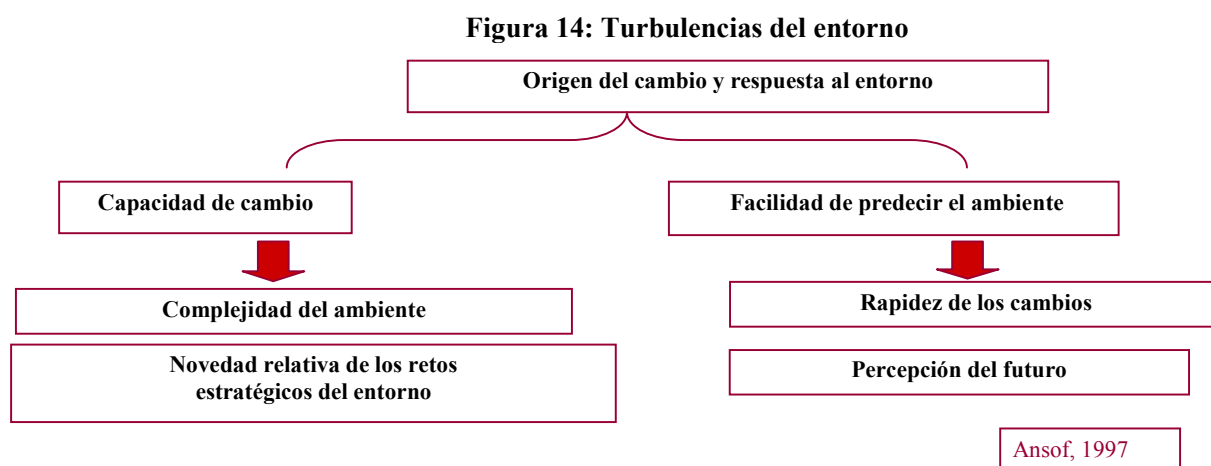 Figura 14: Turbulencias del entorno
Origen del cambio y respuesta al entorno
Capacidad de cambio
Facilidad de predecir el ambiente
Complejidad del ambiente
Rapidez de los cambios
Novedad relativa de los retos
estratégicos del entorno
Percepción del futuro
Ansof, 1997